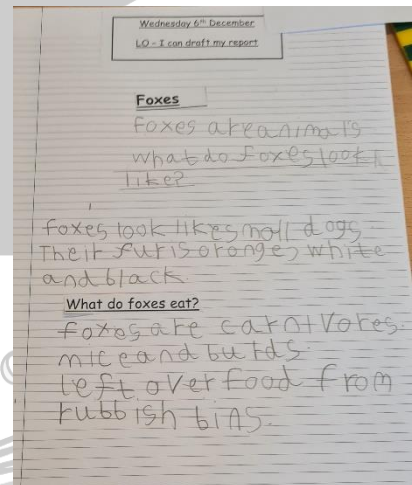 Wednesday 6th December
LO - I can draft my report
Foxes
foxes are animals
what do foxes look
like?
foxes look like small dogs
Their fur is orange, white
and black
What do foxes eat?
foxes are carnivores.
mice and burds
left over food from
rubbish bins.